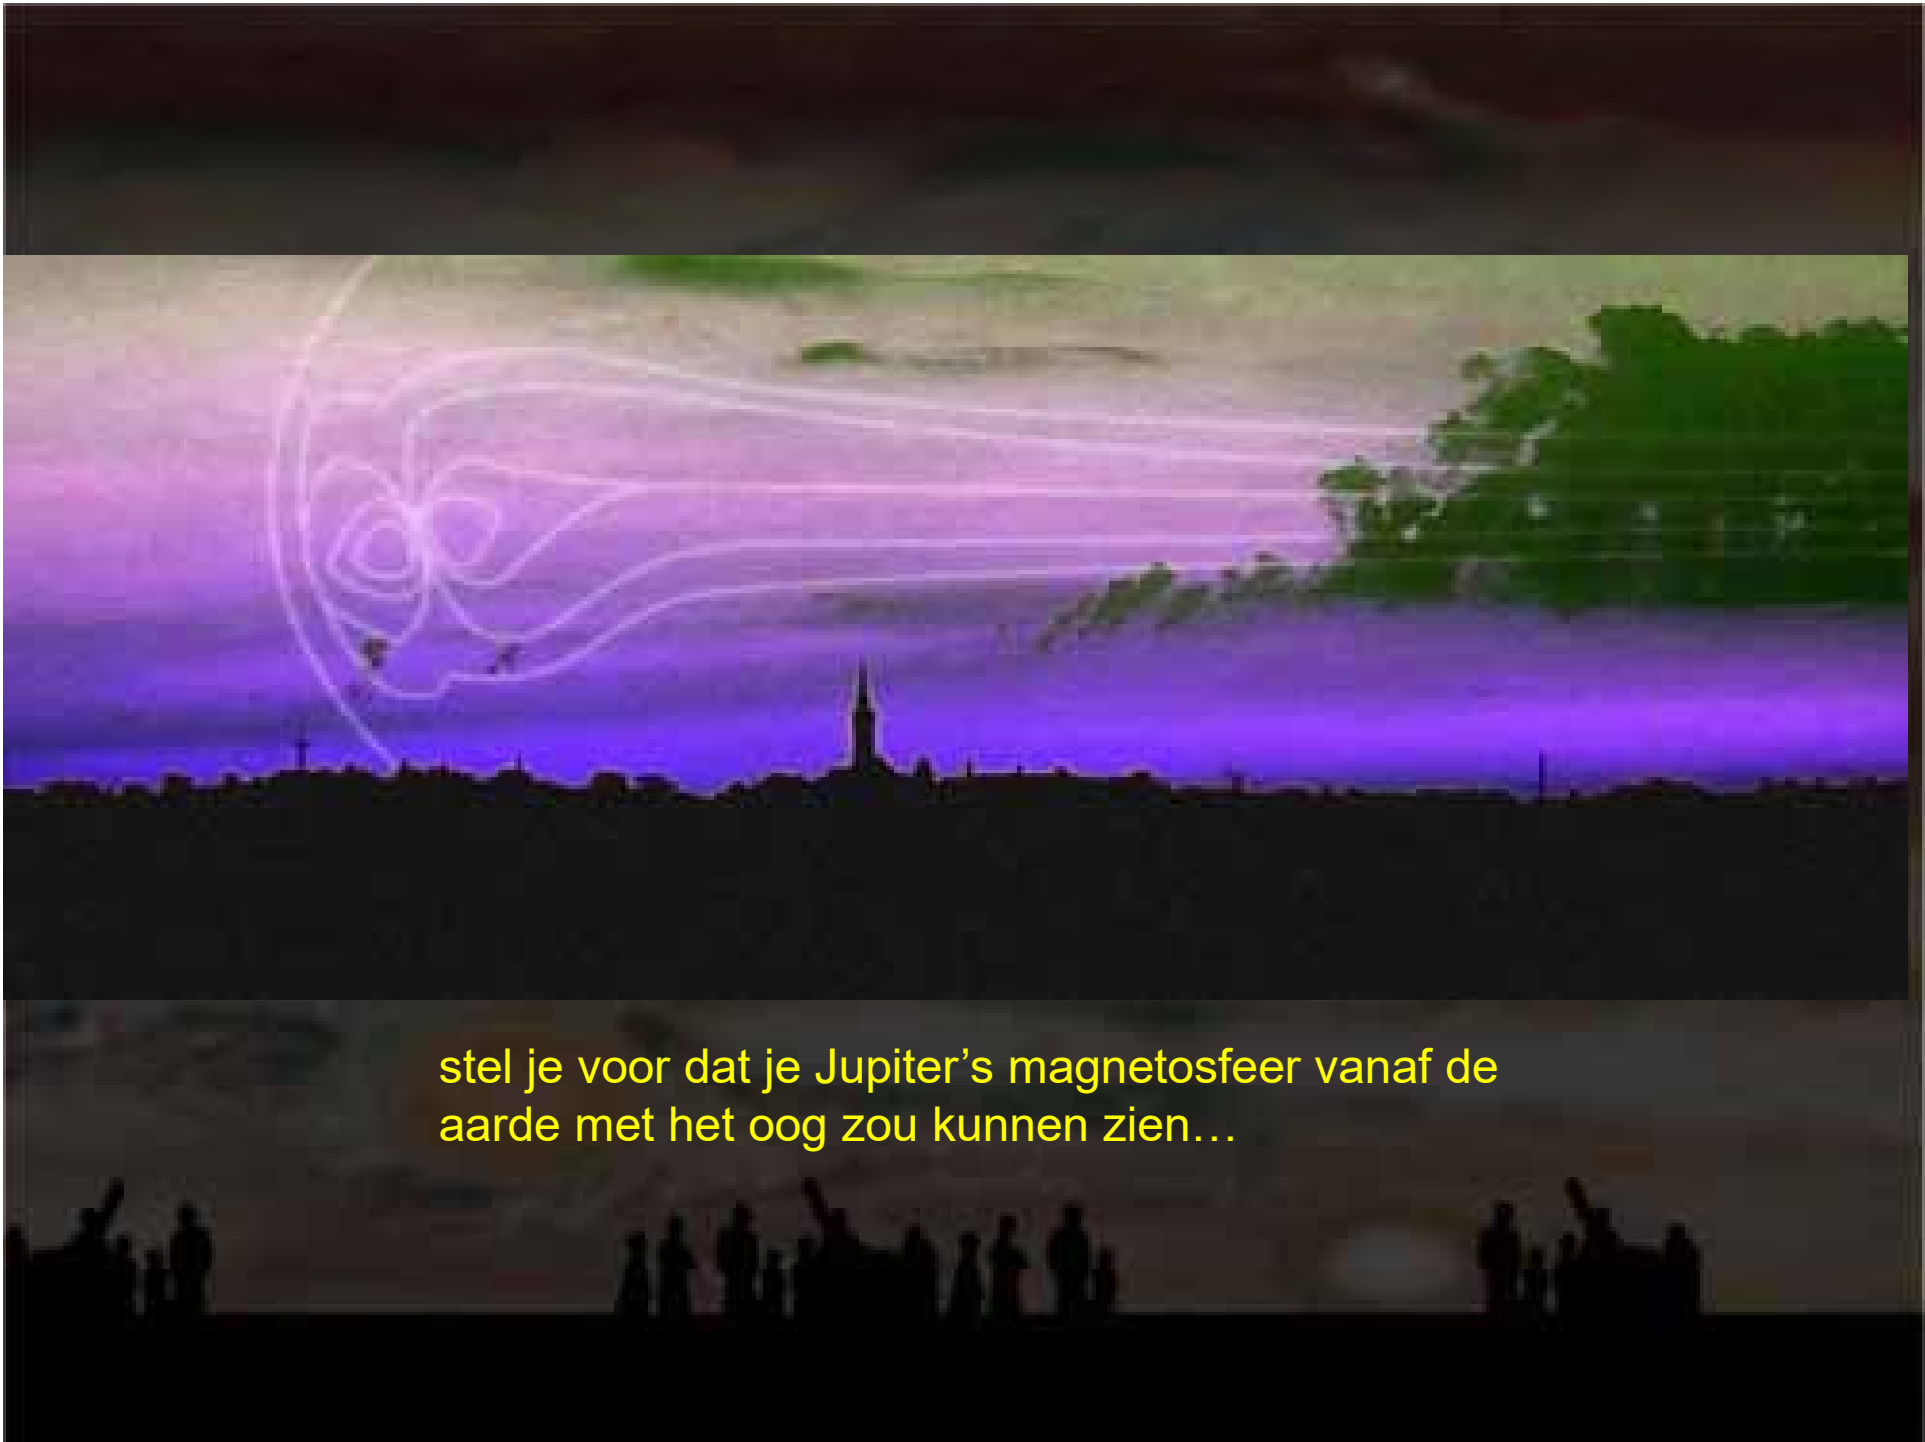 stel je voor dat je Jupiter’s magnetosfeer vanaf de
aarde met het oog zou kunnen zien…